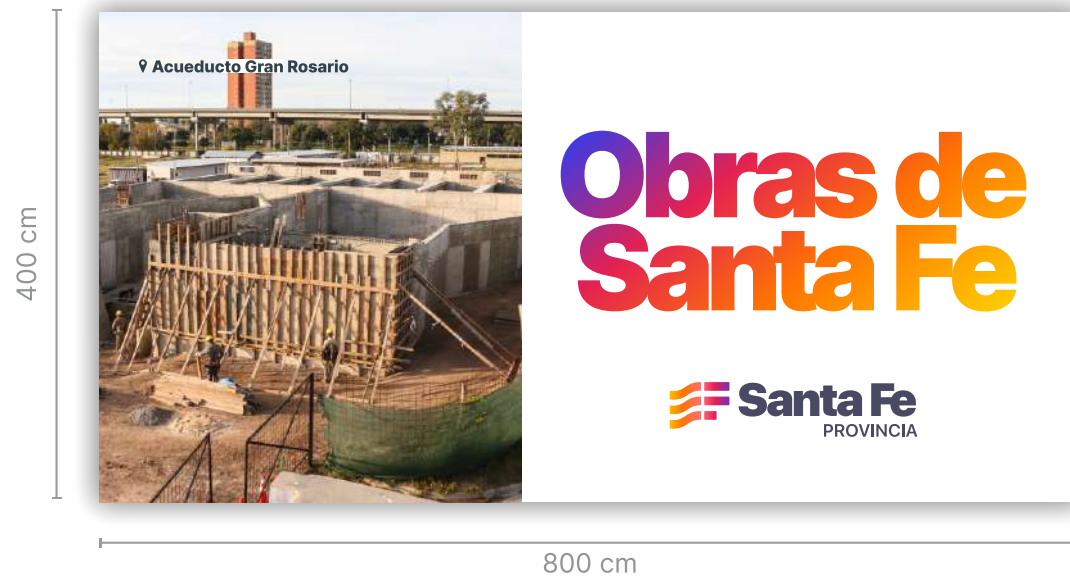 Acueducto Gran Rosario
Obras de
Santa Fe
Santa Fe
PROVINCIA
400 cm
800 cm